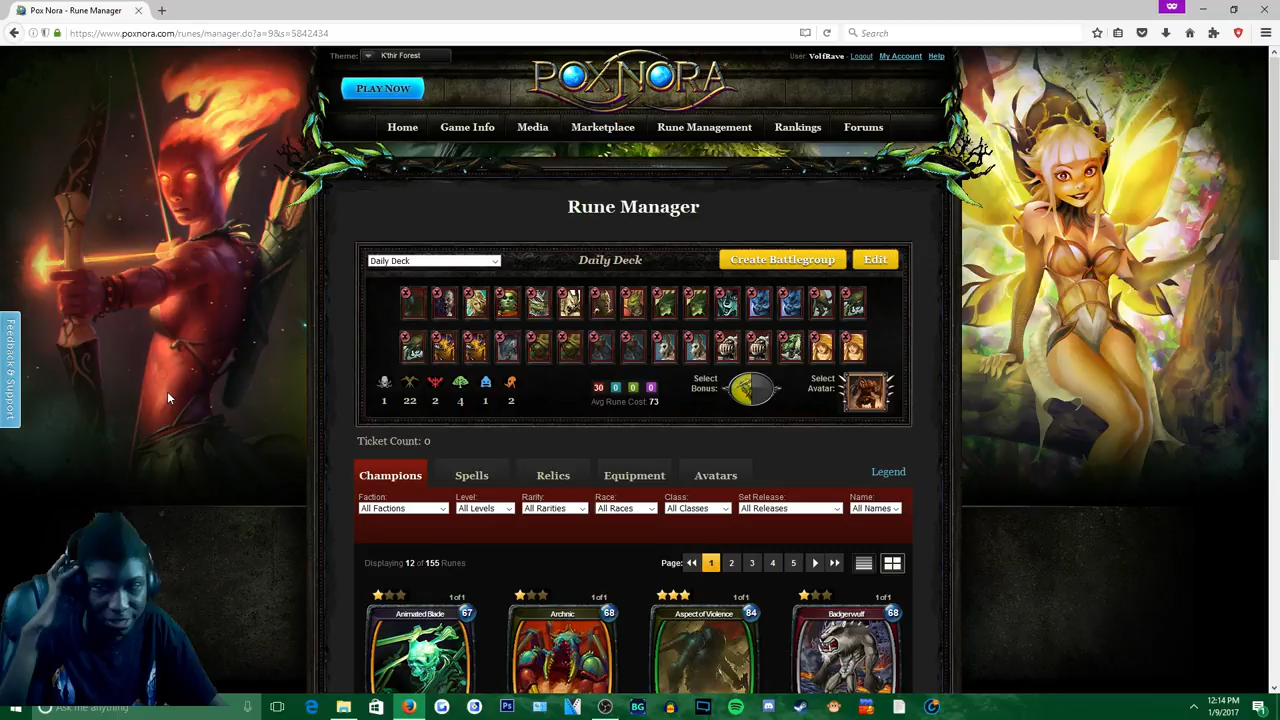 Pox Nora - Rune Manager
https://www.poxnora.com/runes/manager.do?a=9&s=5842434
Search
Theme: K'thir Forest
User VolfRave Logout My Account Help
PLAY NOW
POXNORA
Home Game Info Media Marketplace Rune Management Rankings Forums
Feedback & Support
Rune Manager
Daily Deck
Daily Deck
Create Battlegroup
Edit
1 22 2 4 1 2
30 0 0 0
Avg Rune Cost: 73
Select Bonus:
Select Avatar:
Ticket Count: 0
Champions Spells Relics Equipment Avatars
Legend
Faction: Level: Rarity: Race: Class: Set Release: Name:
All Factions All Levels All Rarities All Races All Classes All Releases All Names
Displaying 12 of 155 Runes
Page: 1 2 3 4 5
1 of 1 1 of 1 1 of 1 1 of 1
Animated Blade 67 Archnic 68 Aspect of Violence 84 Badgerwulf 68
Ask me anything
12:14 PM
1/9/2017